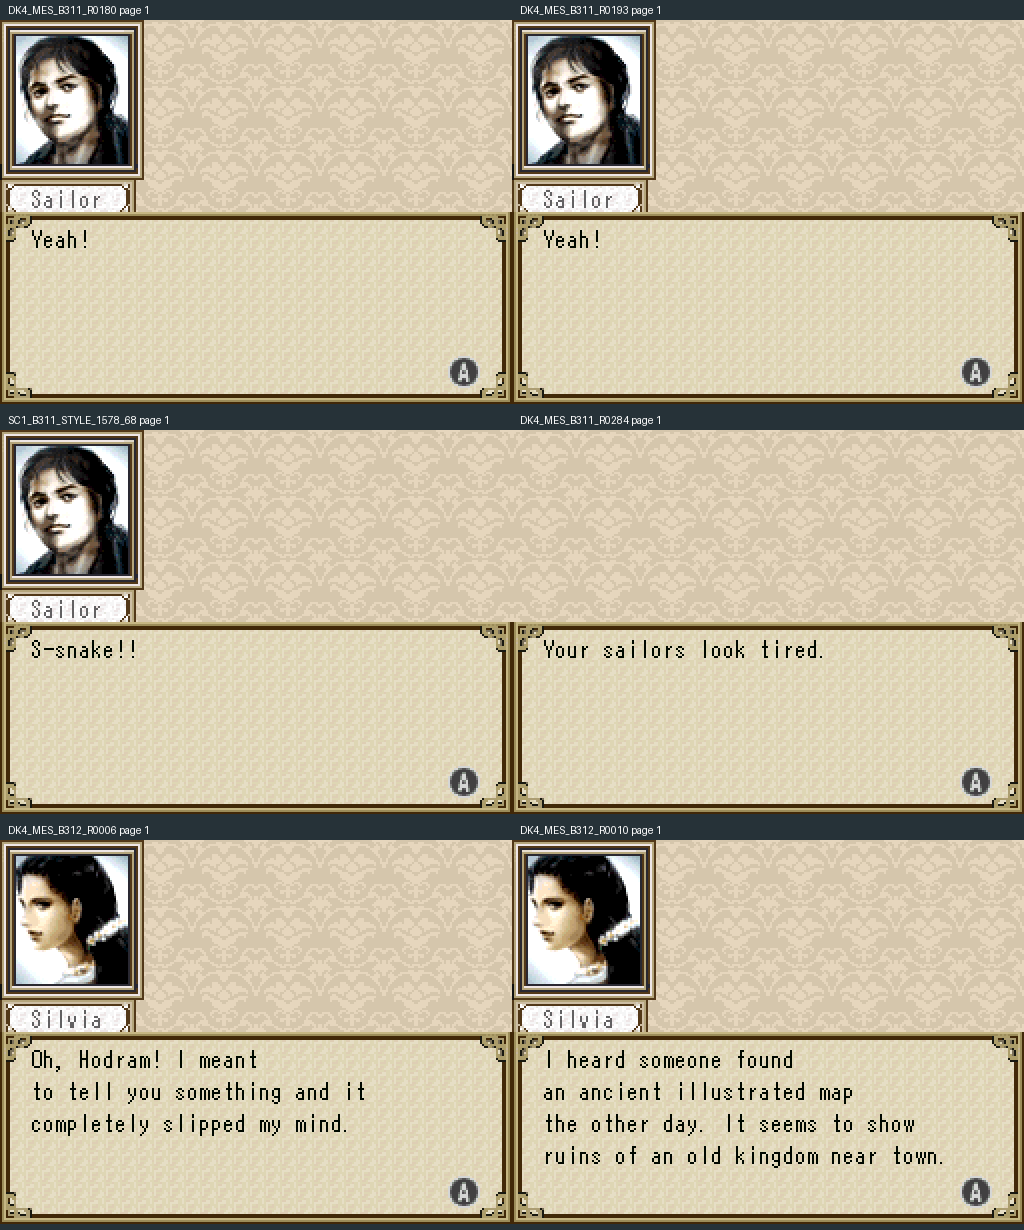 DK4_MES_B311_R0180 page 1
Sailor
Yeah!
A
DK4_MES_B311_R0193 page 1
Sailor
Yeah!
A
SC1_B311_STYLE_1578_68 page 1
Sailor
S-snake!!
A
DK4_MES_B311_R0284 page 1
Your sailors look tired.
A
DK4_MES_B312_R0006 page 1
Silvia
Oh, Hodram! I meant
to tell you something and it
completely slipped my mind.
A
DK4_MES_B312_R0010 page 1
Silvia
I heard someone found
an ancient illustrated map
the other day. It seems to show
ruins of an old kingdom near town.
A